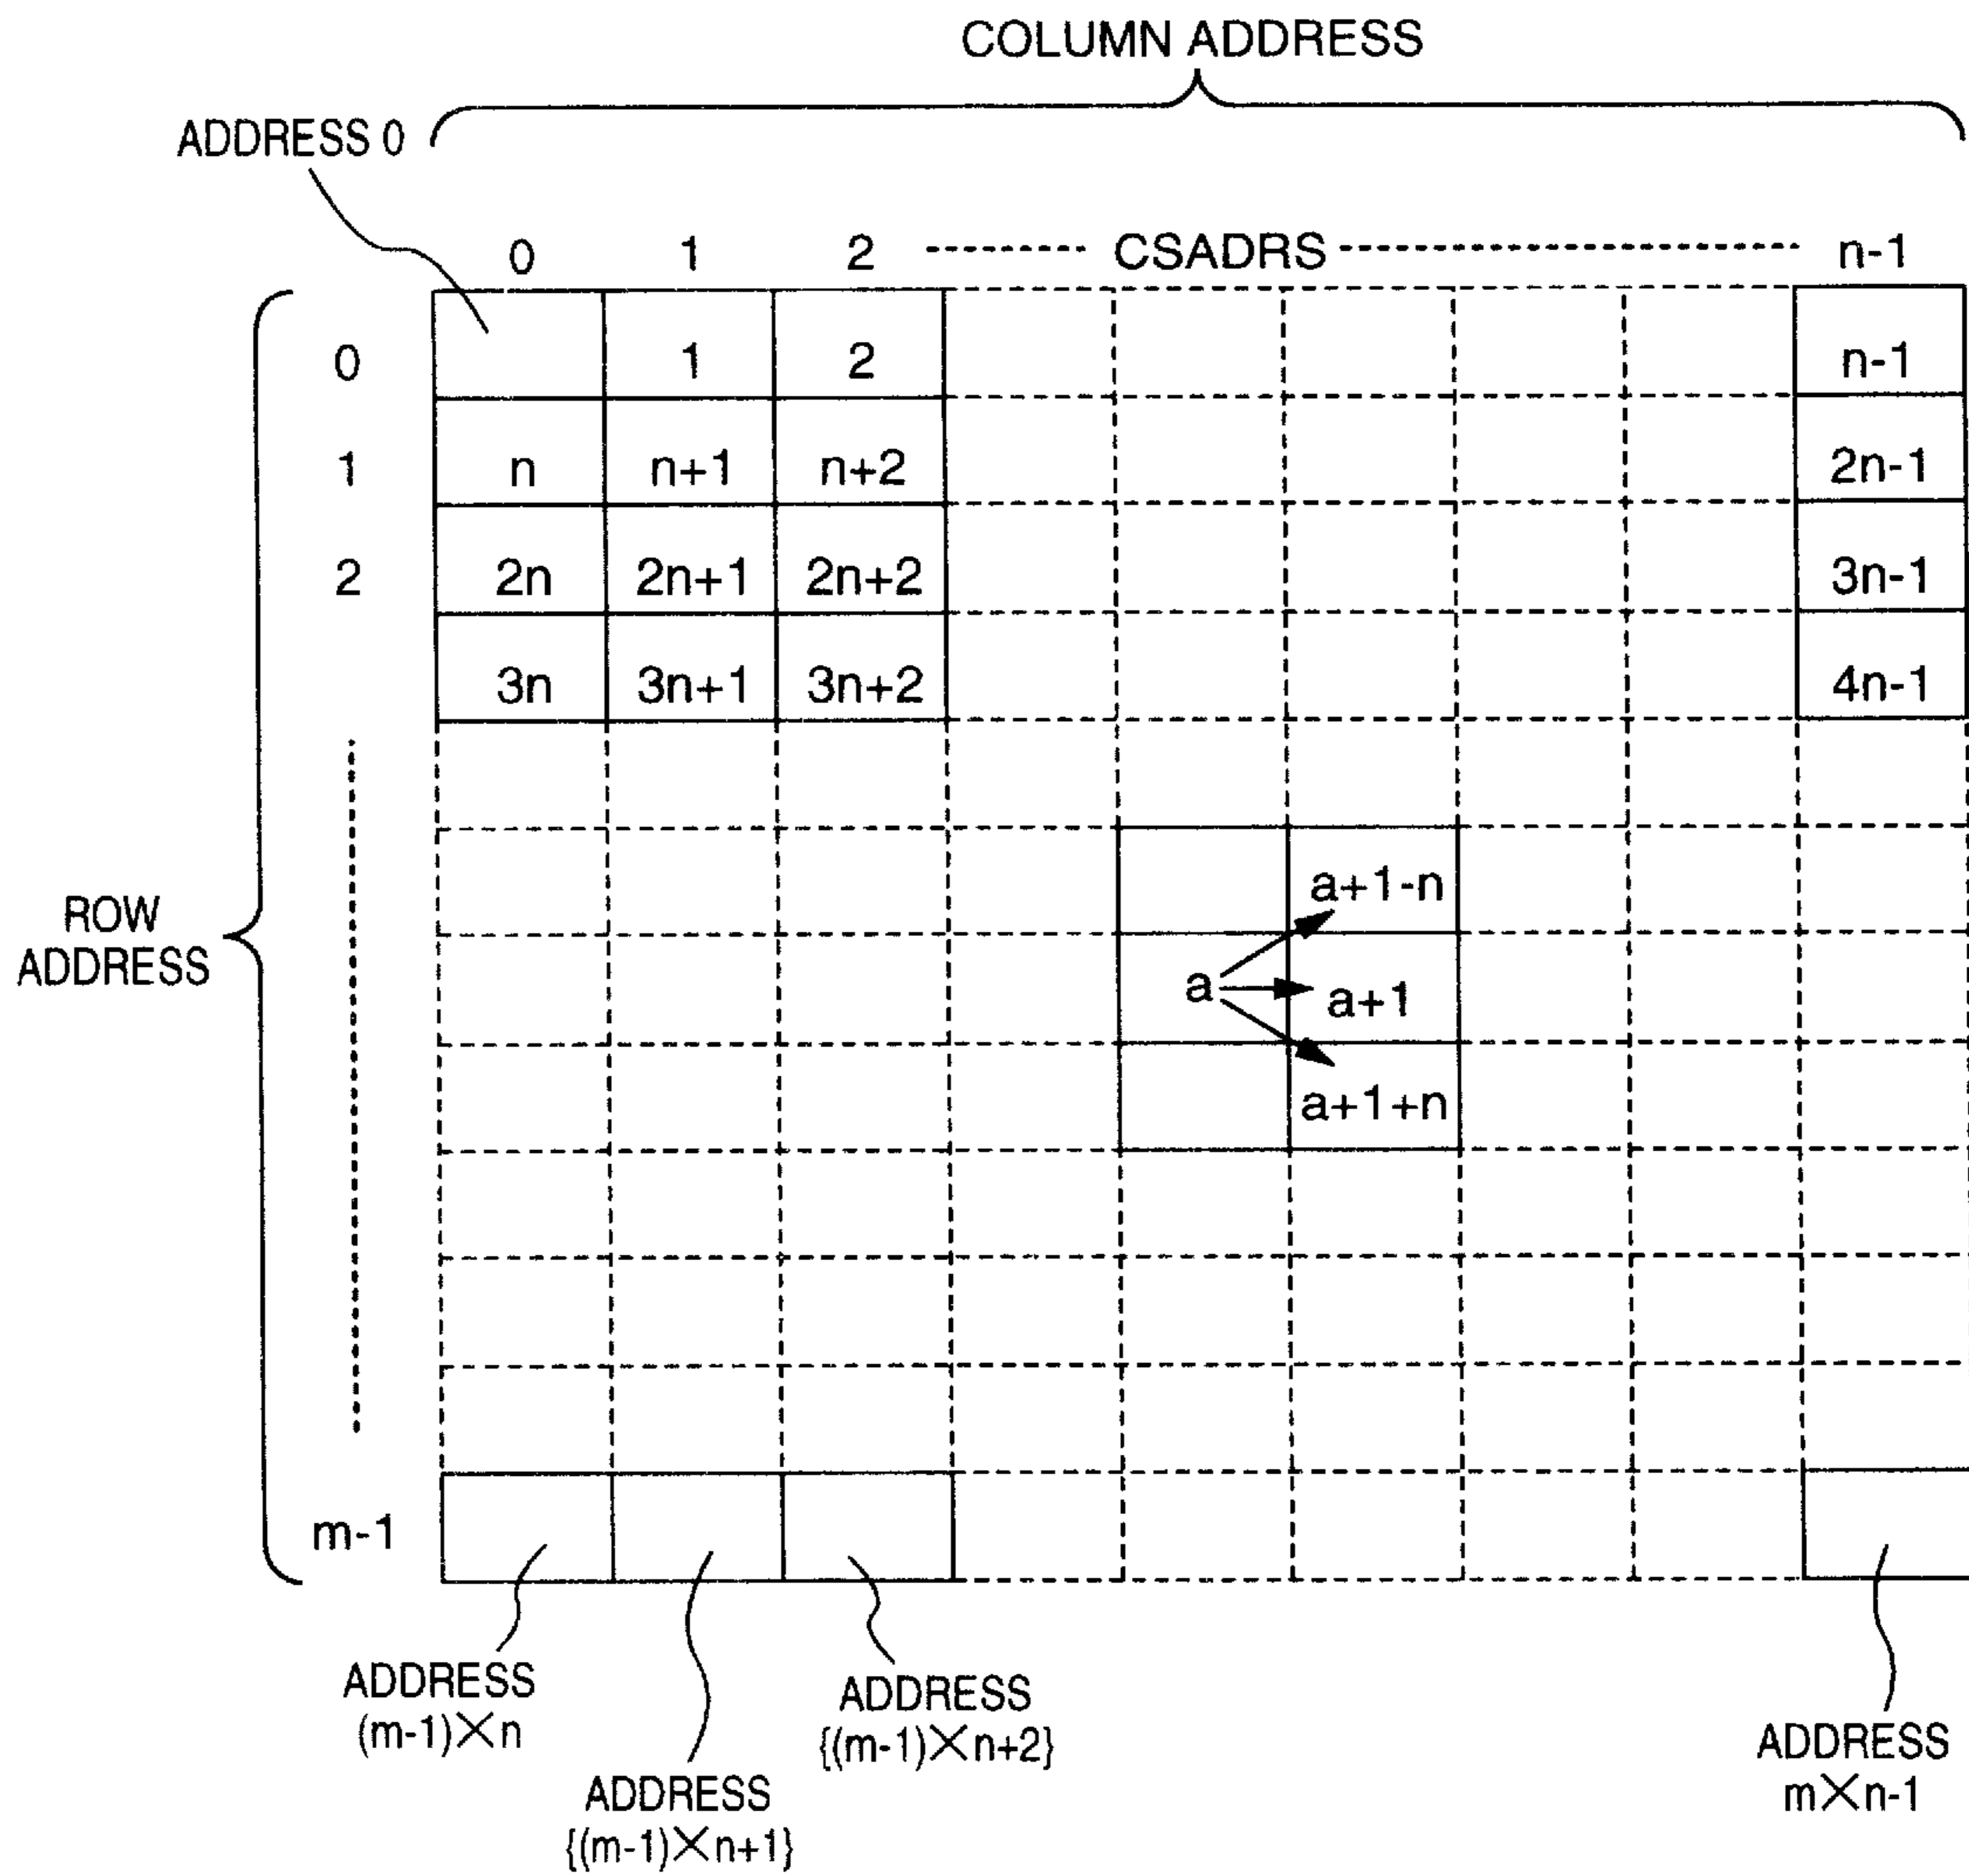 COLUMN ADDRESS
ADDRESS 0
0 1 2 CSADRS n-1
0 1 2 n-1
1 n n+1 n+2 2n-1
2 2n 2n+1 2n+2 3n-1
3n 3n+1 3n+2 4n-1
a+1-n
ROW
ADDRESS
a a+1
a+1+n
m-1
ADDRESS
(m-1)×n
ADDRESS
{(m-1)×n+1}
ADDRESS
{(m-1)×n+2}
ADDRESS
m×n-1